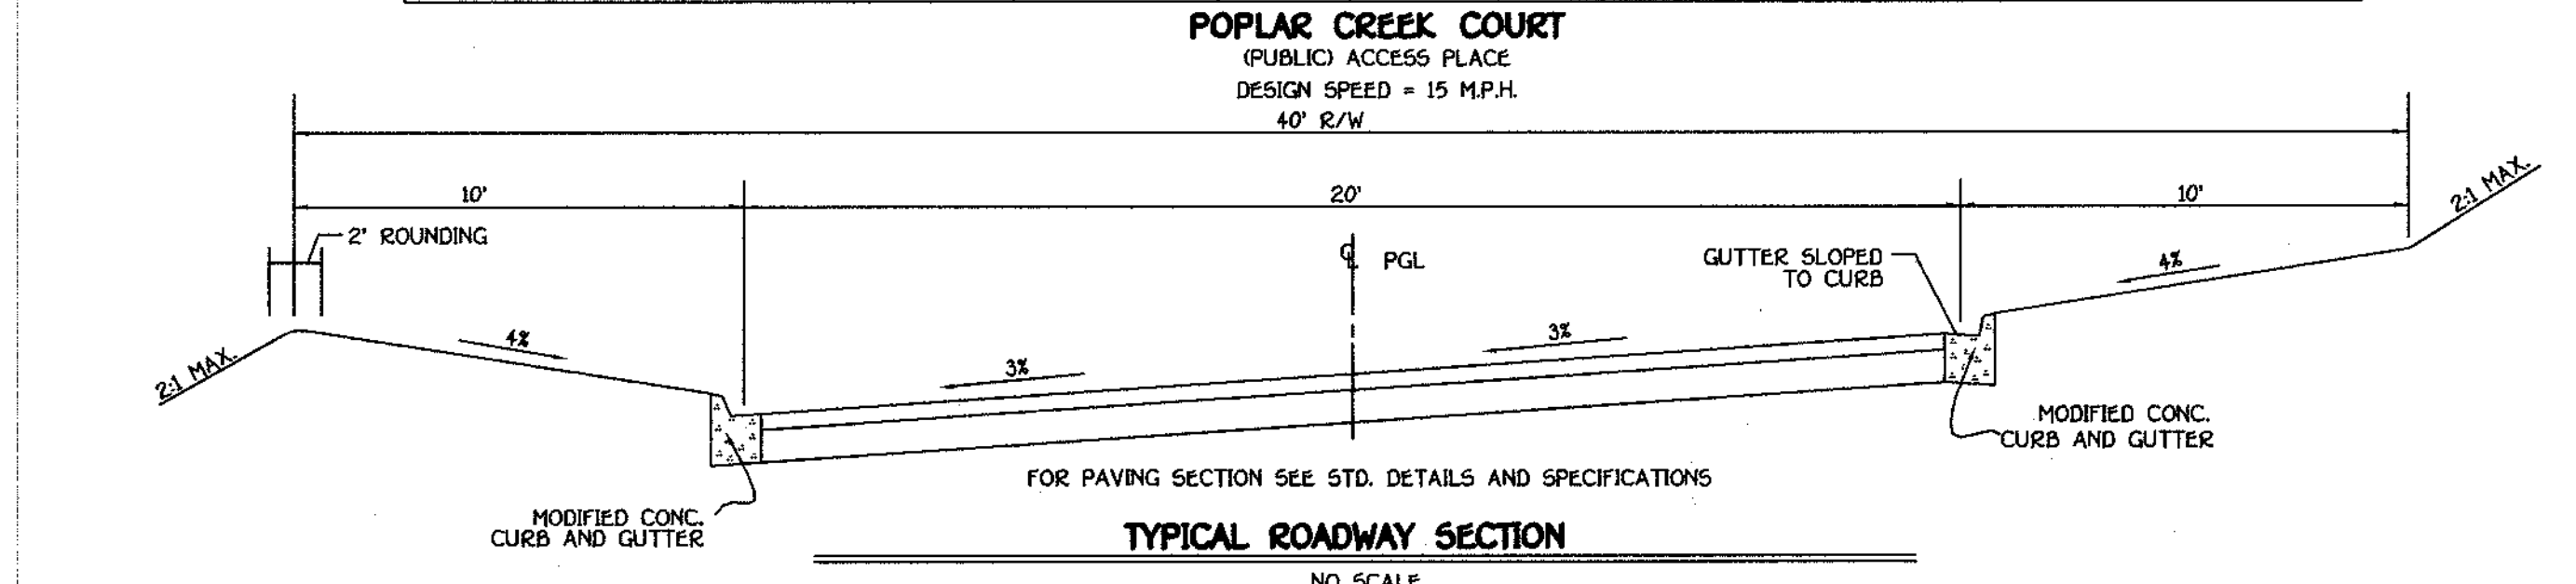 POPLAR CREEK COURT
(PUBLIC) ACCESS PLACE
DESIGN SPEED = 15 M.P.H.
40' R/W
10'
20'
10'
2:1 MAX.
2' ROUNDING
℄ PGL
GUTTER SLOPED
TO CURB
4%
4%
3%
3%
2:1 MAX.
MODIFIED CONC.
CURB AND GUTTER
FOR PAVING SECTION SEE STD. DETAILS AND SPECIFICATIONS
MODIFIED CONC.
CURB AND GUTTER
TYPICAL ROADWAY SECTION
NO SCALE